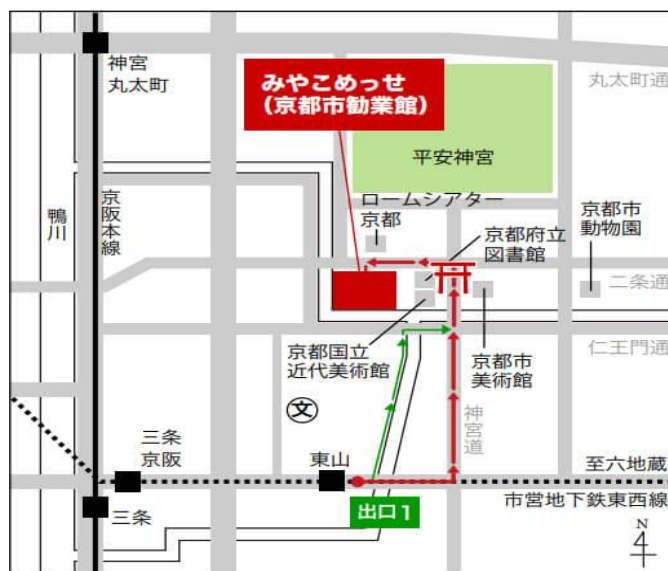 神宮
丸太町
みやこめっせ
(京都市勧業館)
丸太町通
平安神宮
鴨川
京阪本線
ロームシアター
京都
京都府立
図書館
京都市
動物園
二条通
京都国立
近代美術館
京都市
美術館
仁王門通
文
神宮道
三条
京阪
東山
至六地蔵
三条
出口1
市営地下鉄東西線
N